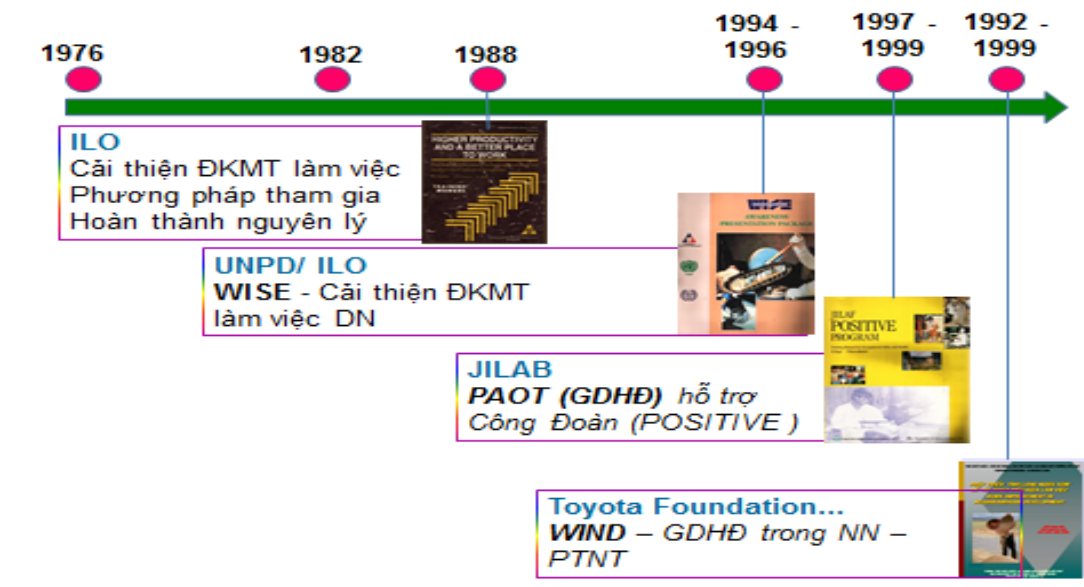 1976
1982
1988
1994 -
1996
1997 -
1999
1992 -
1999
ILO
Cải thiện ĐKMT làm việc
Phương pháp tham gia
Hoàn thành nguyên lý
HIGHER PRODUCTIVITY
AND A BETTER PLACE
TO WORK
UNPD/ ILO
WISE - Cải thiện ĐKMT
làm việc DN
WISE
AWARENESS
PRESENTATION PACKAGE
JILAB
PAOT (GDHĐ) hỗ trợ
Công Đoàn (POSITIVE )
JILAF
POSITIVE
PROGRAM
Toyota Foundation...
WIND – GDHĐ trong NN –
PTNT